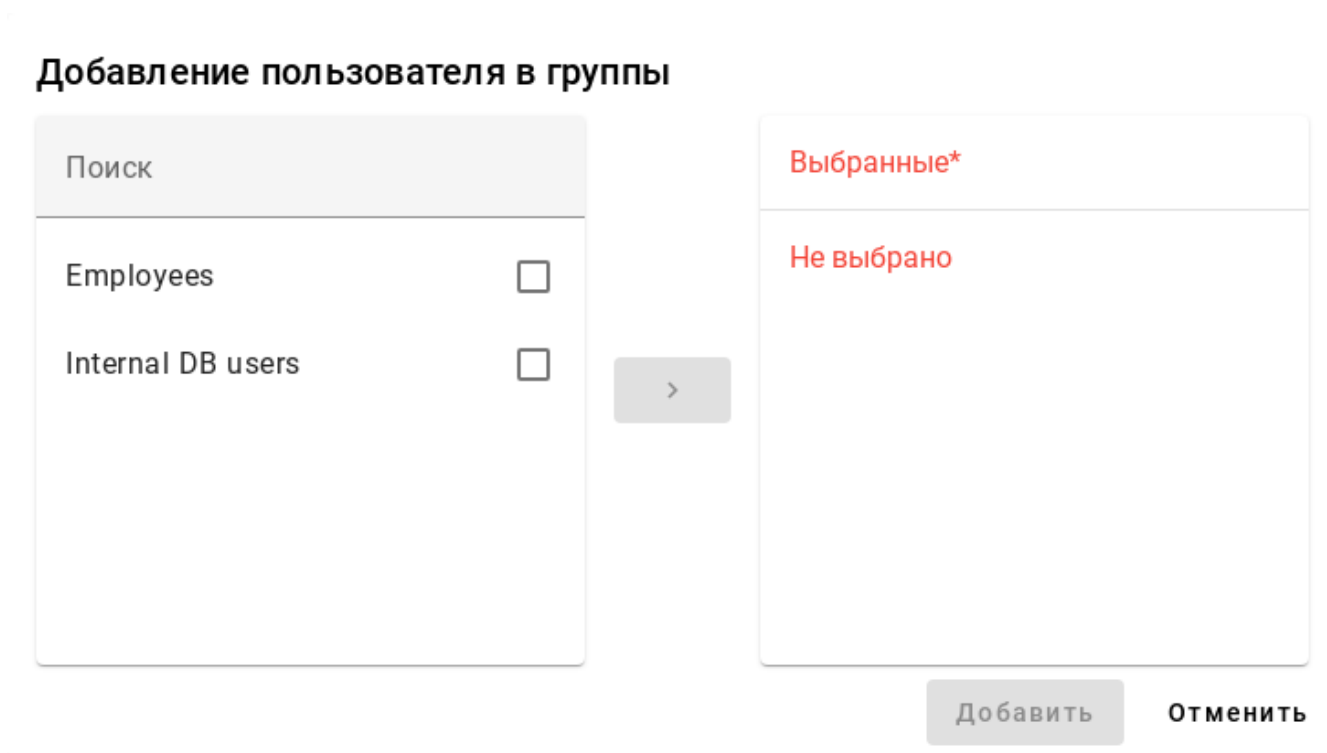 Добавление пользователя в группы
Поиск
Employees
Internal DB users
>
Выбранные*
Не выбрано
Добавить
Отменить